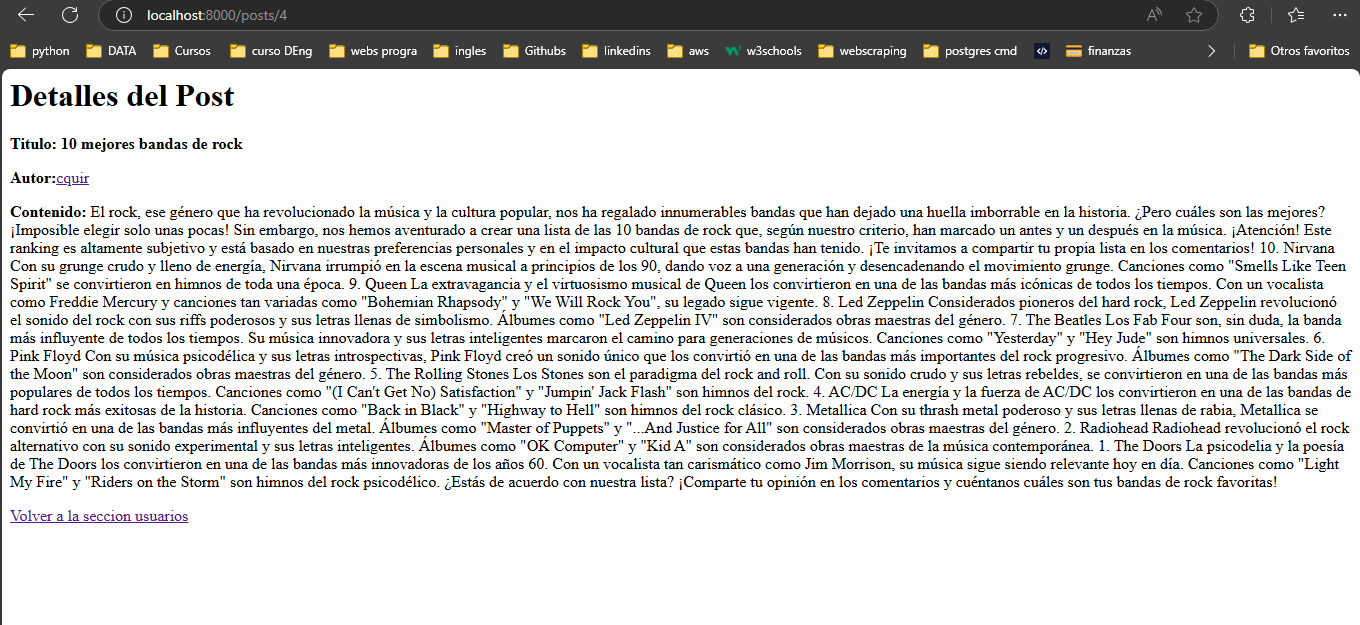 localhost:8000/posts/4
python DATA Cursos curso DEng webs progra ingles Githubs linkedins aws w3schools webscraping postgres cmd finanzas Otros favoritos
Detalles del Post
Titulo: 10 mejores bandas de rock
Autor:cquir
Contenido: El rock, ese género que ha revolucionado la música y la cultura popular, nos ha regalado innumerables bandas que han dejado una huella imborrable en la historia. ¿Pero cuáles son las mejores?
¡Imposible elegir solo unas pocas! Sin embargo, nos hemos aventurado a crear una lista de las 10 bandas de rock que, según nuestro criterio, han marcado un antes y un después en la música. ¡Atención! Este
ranking es altamente subjetivo y está basado en nuestras preferencias personales y en el impacto cultural que estas bandas han tenido. ¡Te invitamos a compartir tu propia lista en los comentarios! 10. Nirvana
Con su grunge crudo y lleno de energía, Nirvana irrumpió en la escena musical a principios de los 90, dando voz a una generación y desencadenando el movimiento grunge. Canciones como "Smells Like Teen
Spirit" se convirtieron en himnos de toda una época. 9. Queen La extravagancia y el virtuosismo musical de Queen los convirtieron en una de las bandas más icónicas de todos los tiempos. Con un vocalista
como Freddie Mercury y canciones tan variadas como "Bohemian Rhapsody" y "We Will Rock You", su legado sigue vigente. 8. Led Zeppelin Considerados pioneros del hard rock, Led Zeppelin revolucionó
el sonido del rock con sus riffs poderosos y sus letras llenas de simbolismo. Álbumes como "Led Zeppelin IV" son considerados obras maestras del género. 7. The Beatles Los Fab Four son, sin duda, la banda
más influyente de todos los tiempos. Su música innovadora y sus letras inteligentes marcaron el camino para generaciones de músicos. Canciones como "Yesterday" y "Hey Jude" son himnos universales. 6.
Pink Floyd Con su música psicodélica y sus letras introspectivas, Pink Floyd creó un sonido único que los convirtió en una de las bandas más importantes del rock progresivo. Álbumes como "The Dark Side of
the Moon" son considerados obras maestras del género. 5. The Rolling Stones Los Stones son el paradigma del rock and roll. Con su sonido crudo y sus letras rebeldes, se convirtieron en una de las bandas más
populares de todos los tiempos. Canciones como "(I Can't Get No) Satisfaction" y "Jumpin' Jack Flash" son himnos del rock. 4. AC/DC La energía y la fuerza de AC/DC los convirtieron en una de las bandas de
hard rock más exitosas de la historia. Canciones como "Back in Black" y "Highway to Hell" son himnos del rock clásico. 3. Metallica Con su thrash metal poderoso y sus letras llenas de rabia, Metallica se
convirtió en una de las bandas más influyentes del metal. Álbumes como "Master of Puppets" y "...And Justice for All" son considerados obras maestras del género. 2. Radiohead Radiohead revolucionó el rock
alternativo con su sonido experimental y sus letras inteligentes. Álbumes como "OK Computer" y "Kid A" son considerados obras maestras de la música contemporánea. 1. The Doors La psicodelia y la poesía
de The Doors los convirtieron en una de las bandas más innovadoras de los años 60. Con un vocalista tan carismático como Jim Morrison, su música sigue siendo relevante hoy en día. Canciones como "Light
My Fire" y "Riders on the Storm" son himnos del rock psicodélico. ¿Estás de acuerdo con nuestra lista? ¡Comparte tu opinión en los comentarios y cuéntanos cuáles son tus bandas de rock favoritas!
Volver a la seccion usuarios